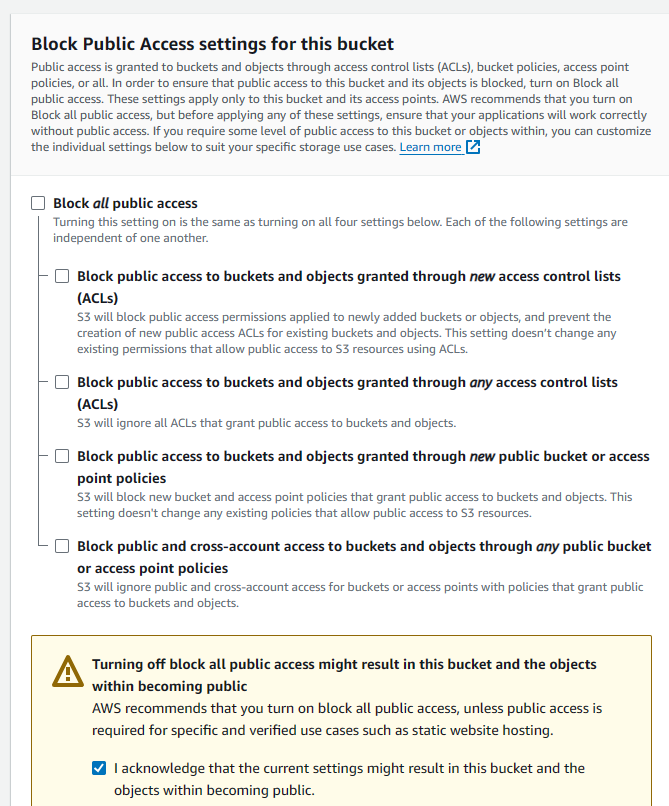 Block Public Access settings for this bucket
Public access is granted to buckets and objects through access control lists (ACLs), bucket policies, access point
policies, or all. In order to ensure that public access to this bucket and its objects is blocked, turn on Block all
public access. These settings apply only to this bucket and its access points. AWS recommends that you turn on
Block all public access, but before applying any of these settings, ensure that your applications will work correctly
without public access. If you require some level of public access to this bucket or objects within, you can customize
the individual settings below to suit your specific storage use cases. Learn more
Block all public access
Turning this setting on is the same as turning on all four settings below. Each of the following settings are
independent of one another.
Block public access to buckets and objects granted through new access control lists
(ACLs)
S3 will block public access permissions applied to newly added buckets or objects, and prevent the
creation of new public access ACLs for existing buckets and objects. This setting doesn't change any
existing permissions that allow public access to S3 resources using ACLs.
Block public access to buckets and objects granted through any access control lists
(ACLs)
S3 will ignore all ACLs that grant public access to buckets and objects.
Block public access to buckets and objects granted through new public bucket or access
point policies
S3 will block new bucket and access point policies that grant public access to buckets and objects. This
setting doesn't change any existing policies that allow public access to S3 resources.
Block public and cross-account access to buckets and objects through any public bucket
or access point policies
S3 will ignore public and cross-account access for buckets or access points with policies that grant public
access to buckets and objects.
Turning off block all public access might result in this bucket and the objects
within becoming public
AWS recommends that you turn on block all public access, unless public access is
required for specific and verified use cases such as static website hosting.
I acknowledge that the current settings might result in this bucket and the
objects within becoming public.